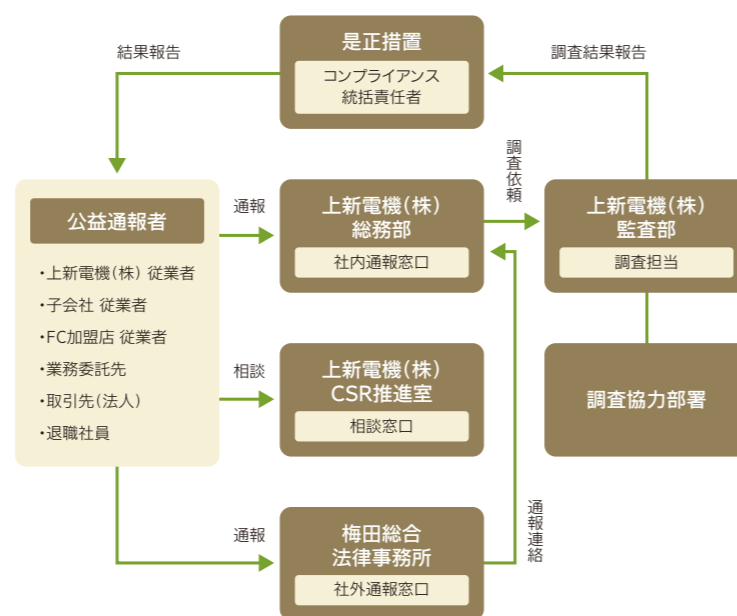 是正措置
コンプライアンス
統括責任者
結果報告
調査結果報告
公益通報者
・上新電機(株) 従業者
・子会社 従業者
・FC加盟店 従業者
・業務委託先
・取引先(法人)
・退職社員
通報
上新電機(株)
総務部
社内通報窓口
調査依頼
上新電機(株)
監査部
調査担当
相談
上新電機(株)
CSR推進室
相談窓口
調査協力部署
通報
梅田総合
法律事務所
社外通報窓口
通報連絡